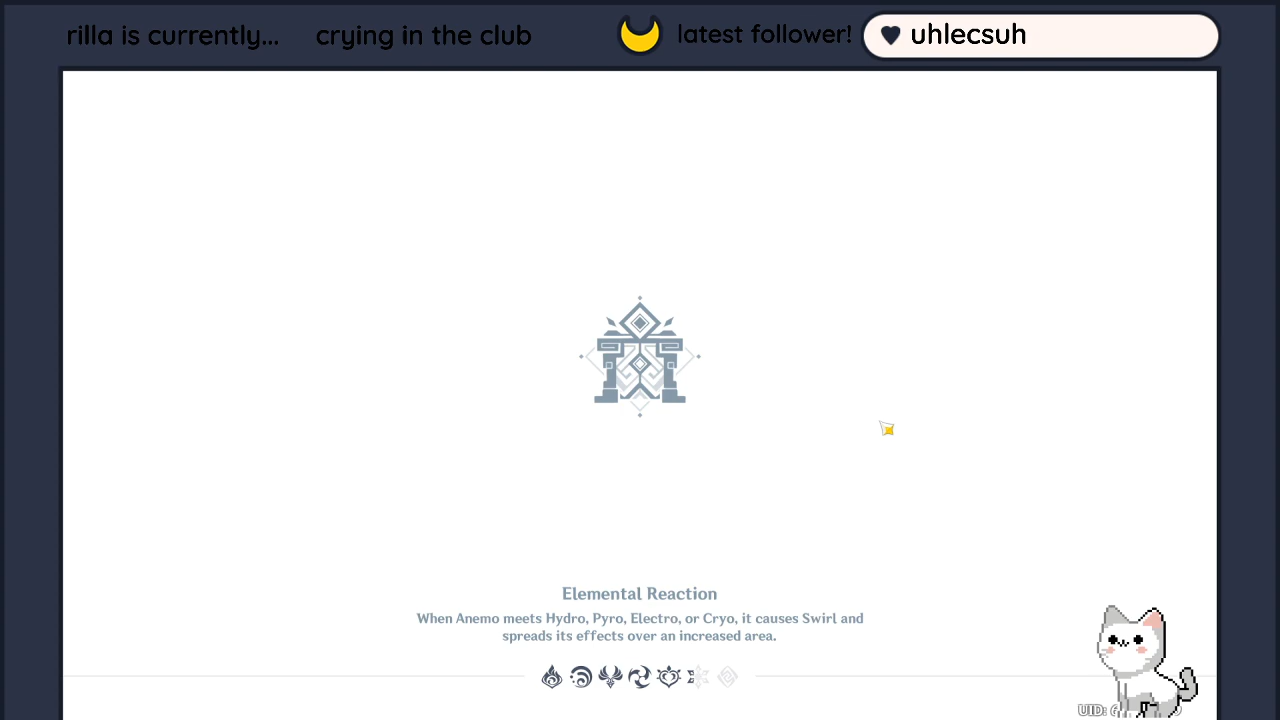 rilla is currently... crying in the club latest follower! uhlecsuh
Elemental Reaction
When Anemo meets Hydro, Pyro, Electro, or Cryo, it causes Swirl and
spreads its effects over an increased area.
UID: